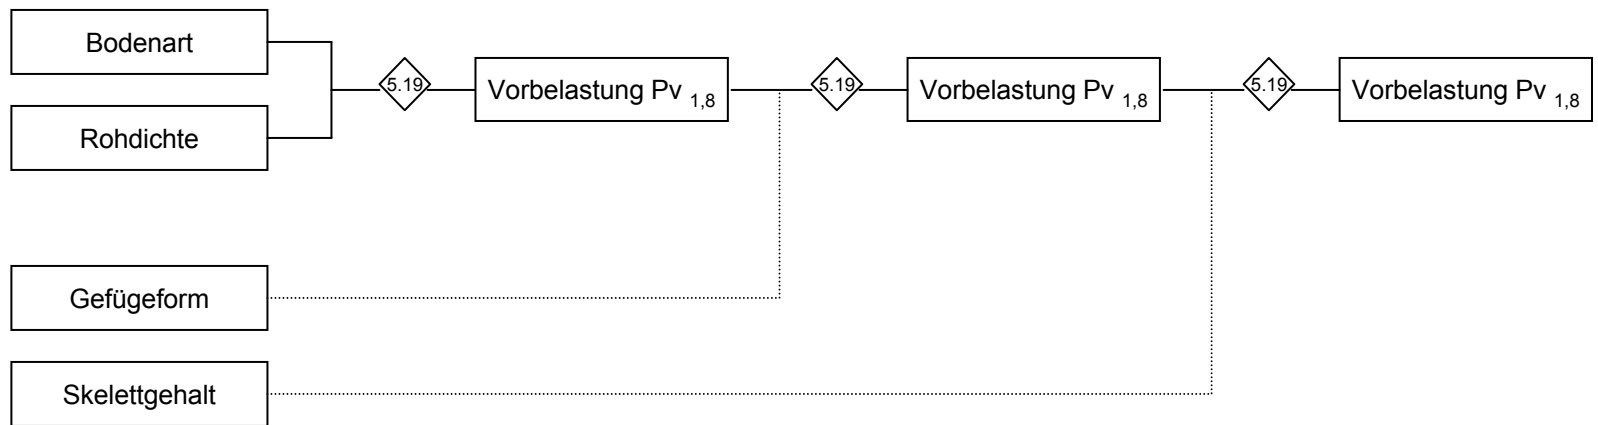 Bodenart
Rohdichte
5.19
Vorbelastung Pv 1,8
5.19
Vorbelastung Pv 1,8
5.19
Vorbelastung Pv 1,8
Gefügeform
Skelettgehalt